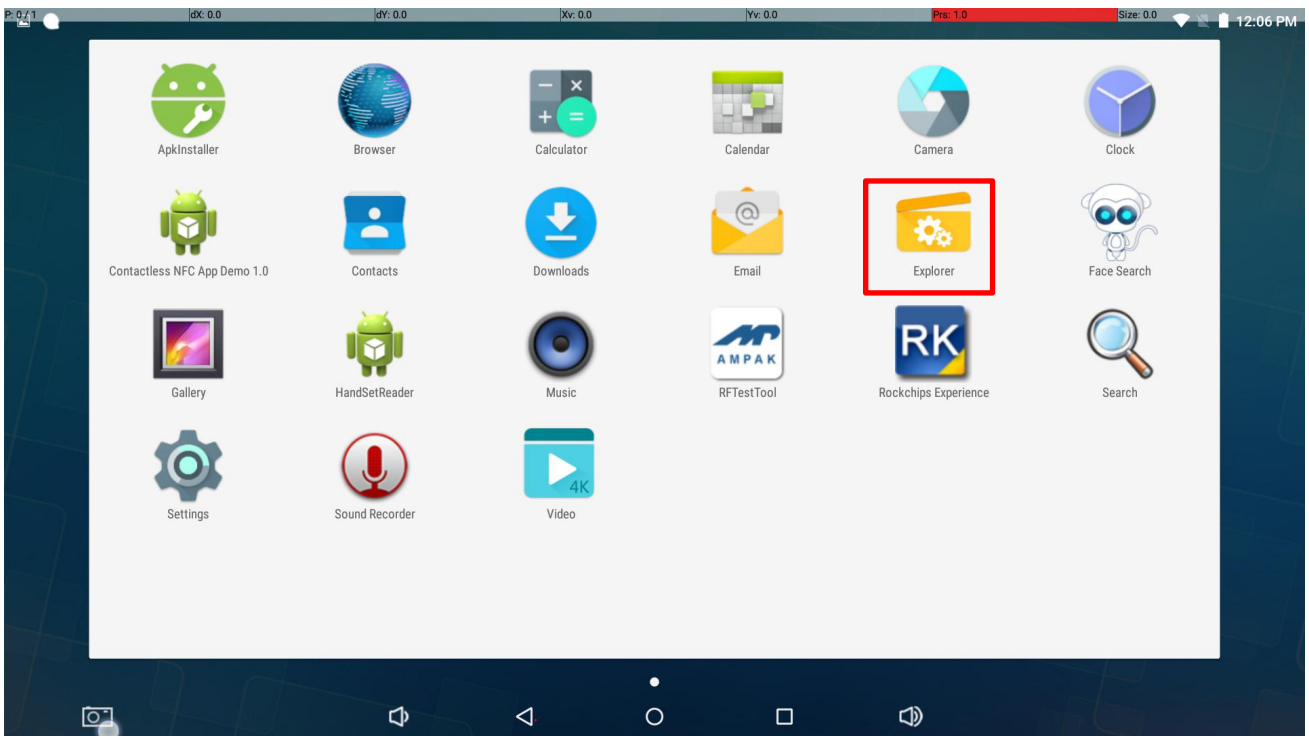 P: 0 / 1 dX: 0.0 dY: 0.0 Xv: 0.0 Yv: 0.0 Prs: 1.0 Size: 0.0 12:06 PM
ApkInstaller Browser Calculator Calendar Camera Clock
@
Contactless NFC App Demo 1.0 Contacts Downloads Email Explorer Face Search
AMPAK RK
Gallery HandSetReader Music RFTestTool Rockchips Experience Search
4K
Settings Sound Recorder Video